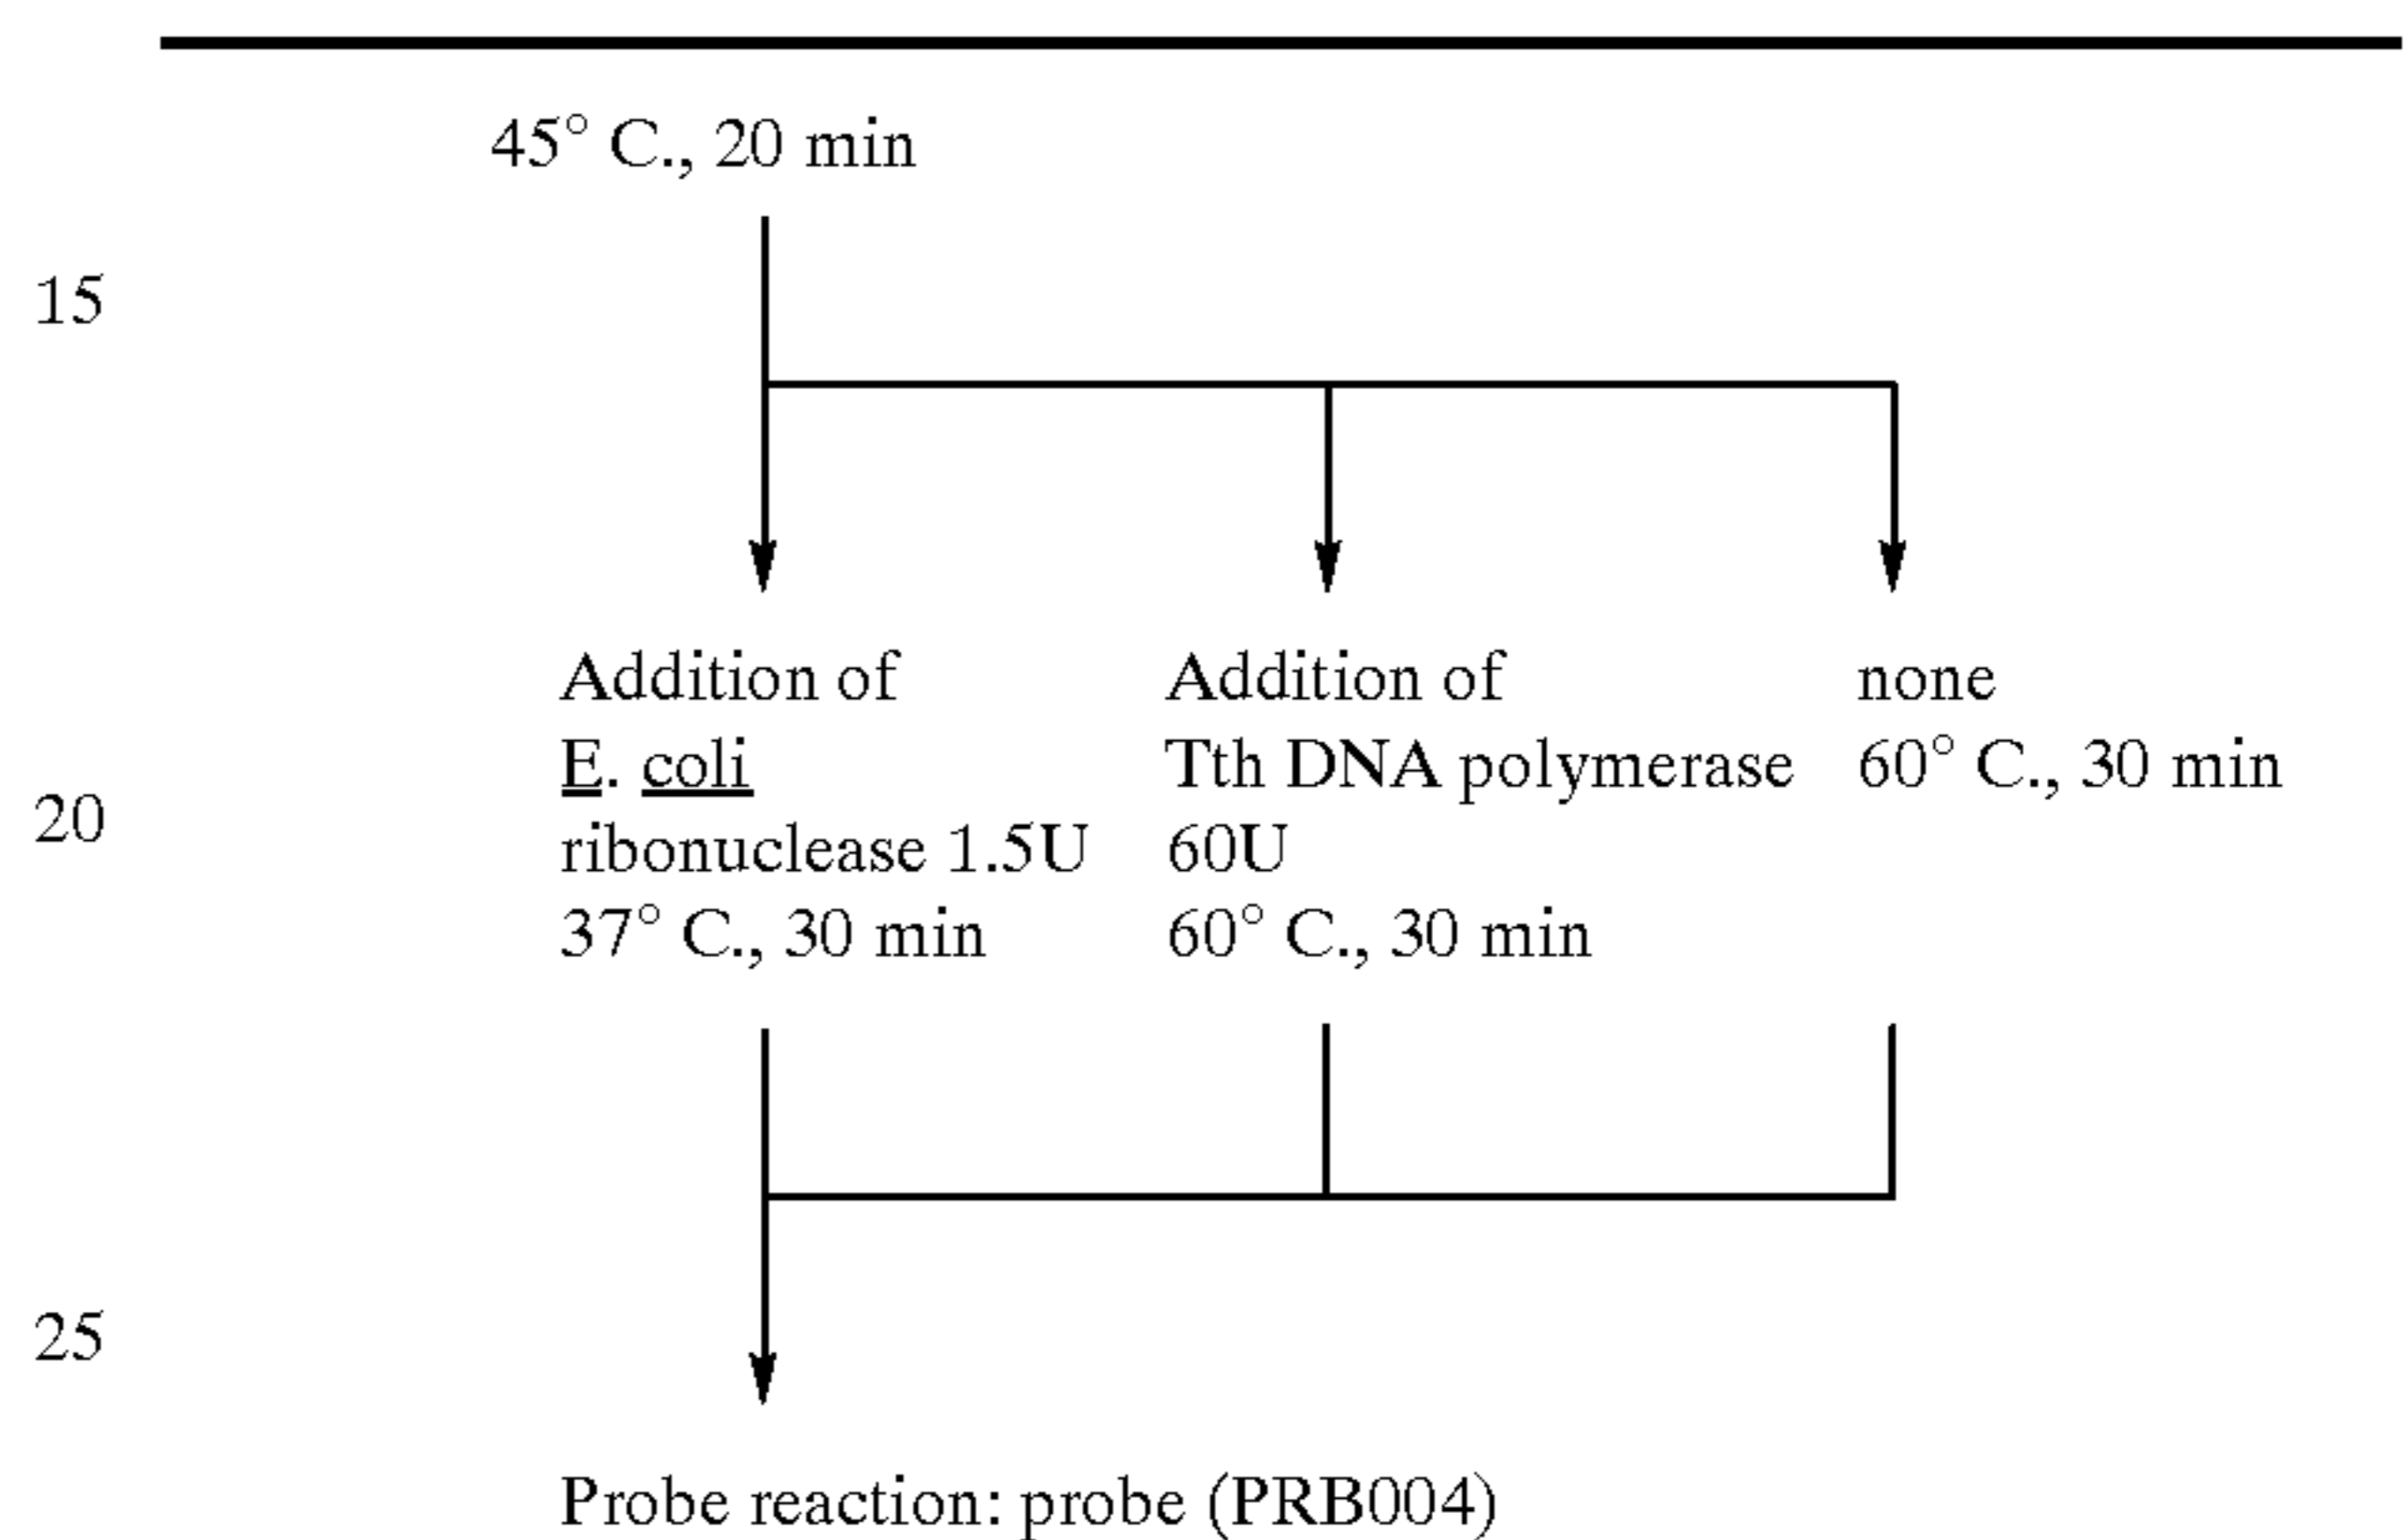 45° C., 20 min
15
Addition of
E. coli
ribonuclease 1.5U
37° C., 30 min
Addition of
Tth DNA polymerase
60U
60° C., 30 min
none
60° C., 30 min
20
25
Probe reaction: probe (PRB004)